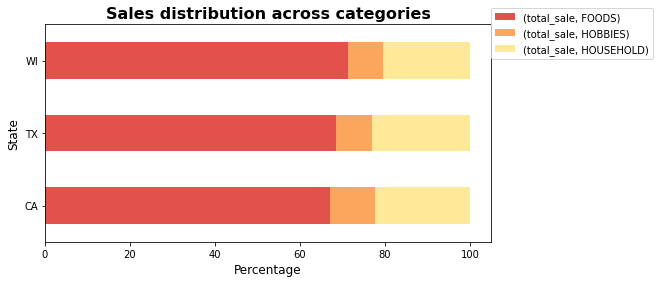 Sales distribution across categories
(total_sale, FOODS)
(total_sale, HOBBIES)
(total_sale, HOUSEHOLD)
State
WI
TX
CA
0 20 40 60 80 100
Percentage